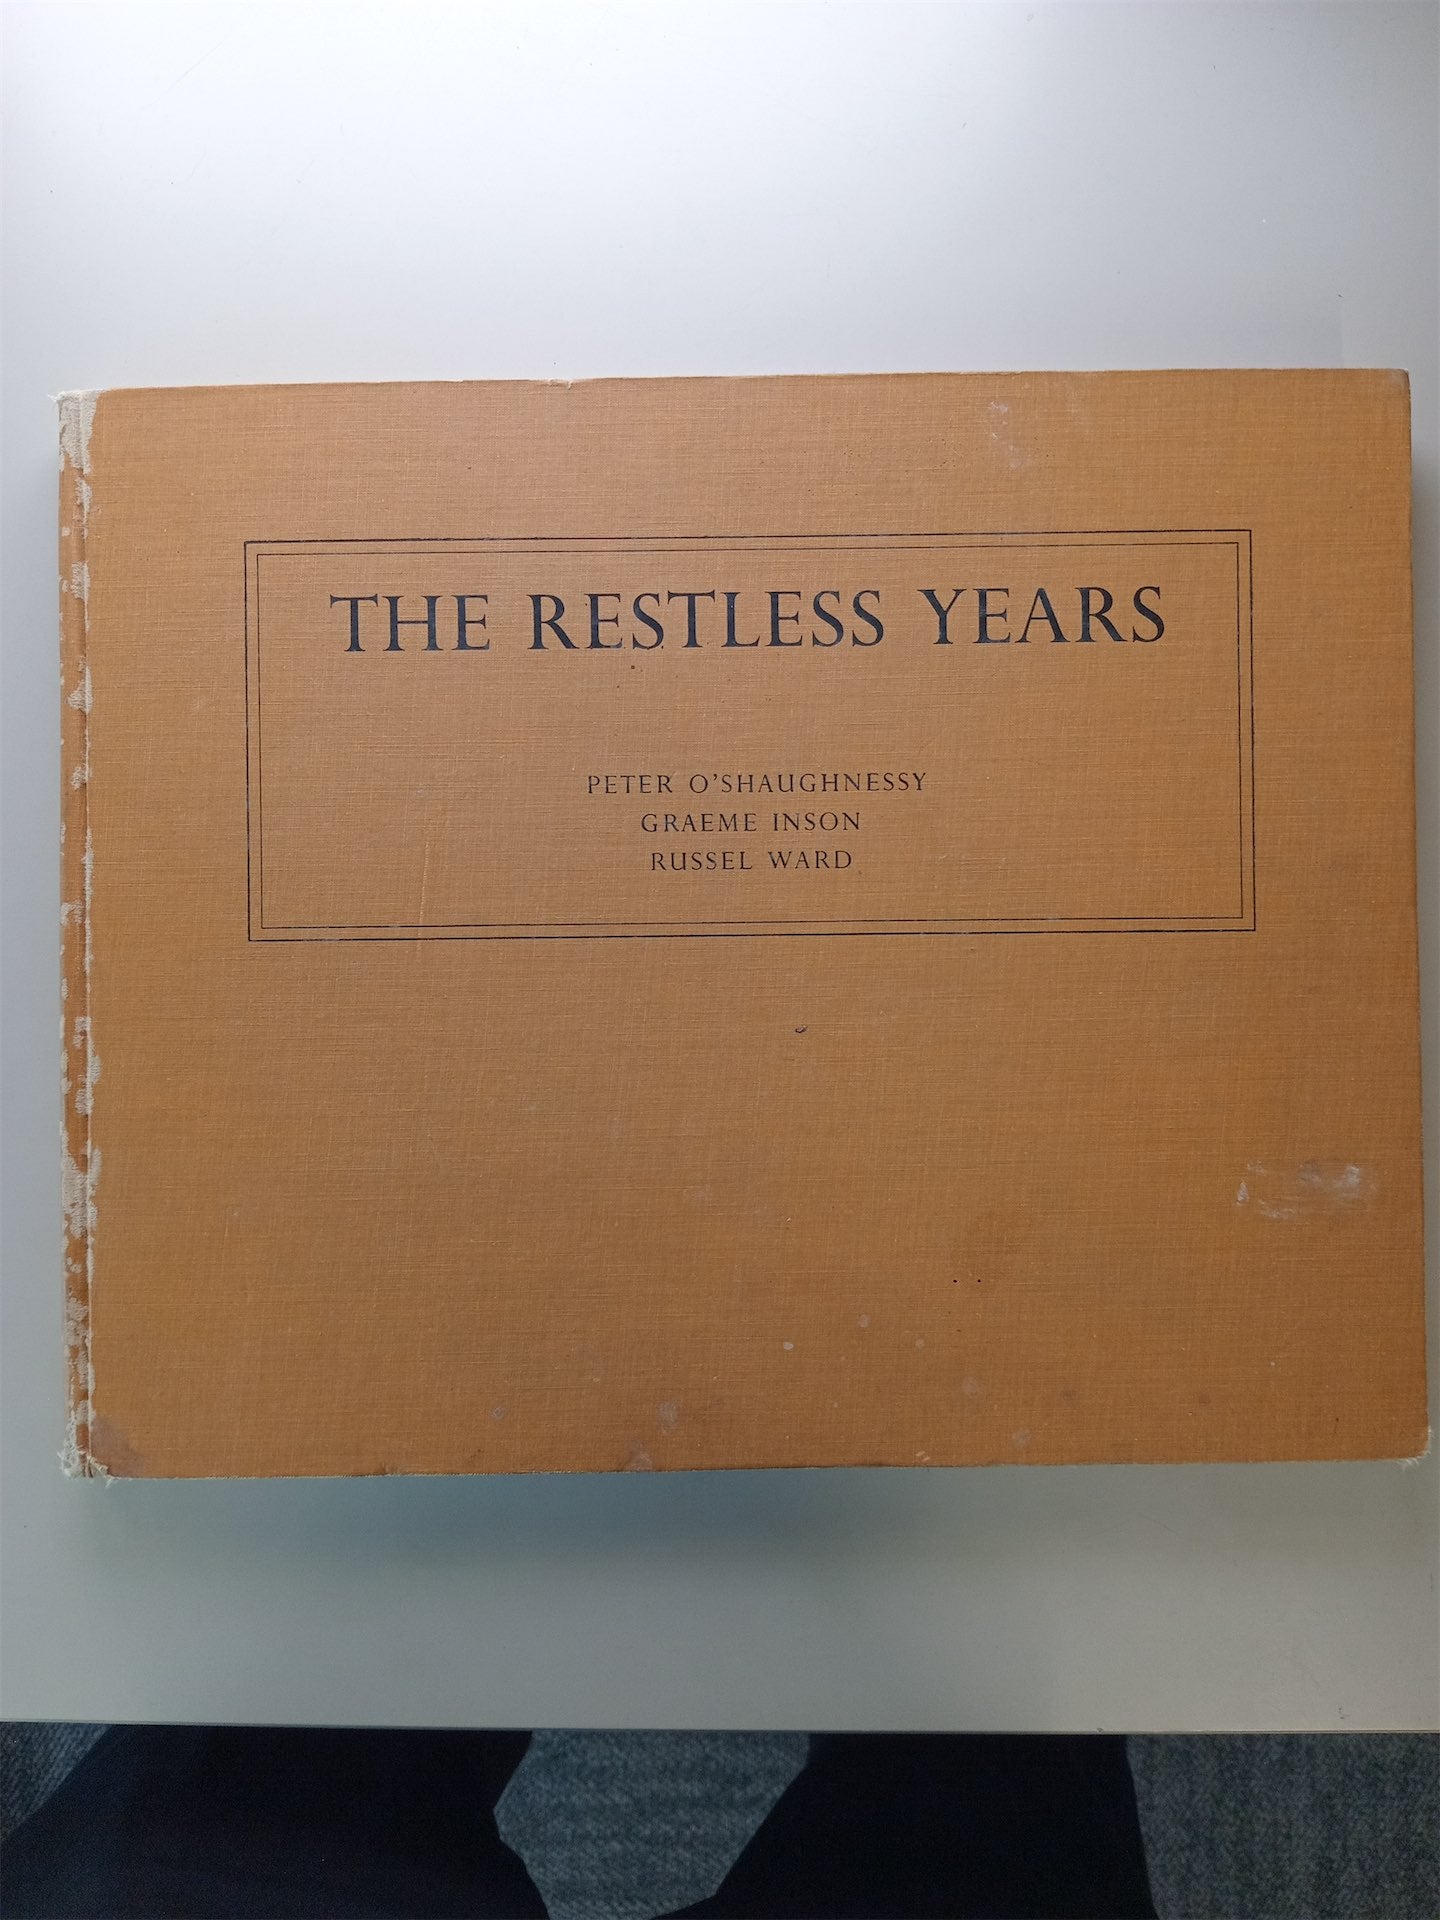 THE RESTLESS YEARS
PETER O'SHAUGHNESSY
GRAEME INSON
RUSSEL WARD